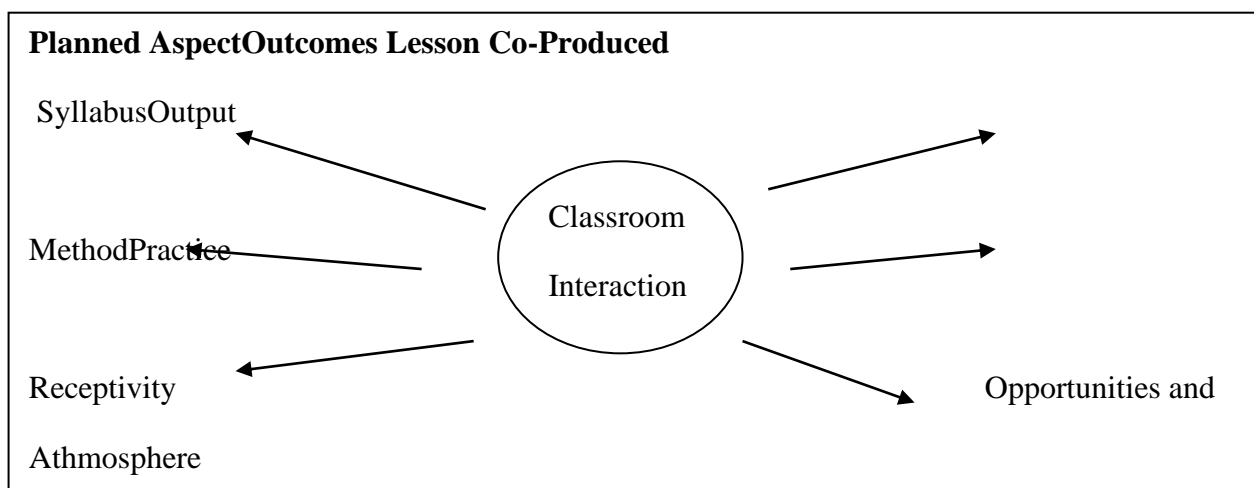 Planned AspectOutcomes Lesson Co-Produced
SyllabusOutput
Classroom
MethodPractice
Interaction
Receptivity
Opportunities and
Athmosphere